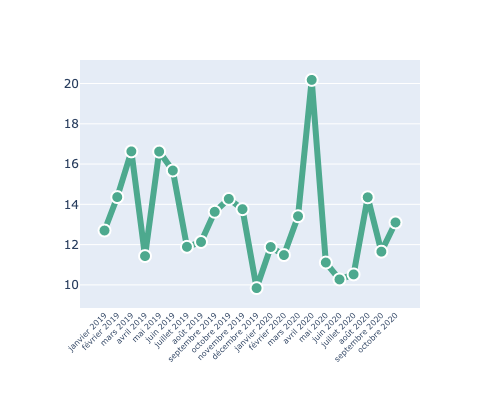 20
18
16
14
12
10
janvier 2019
février 2019
mars 2019
avril 2019
mai 2019
juin 2019
juillet 2019
août 2019
septembre 2019
octobre 2019
novembre 2019
décembre 2019
janvier 2020
février 2020
mars 2020
avril 2020
mai 2020
juin 2020
juillet 2020
août 2020
septembre 2020
octobre 2020